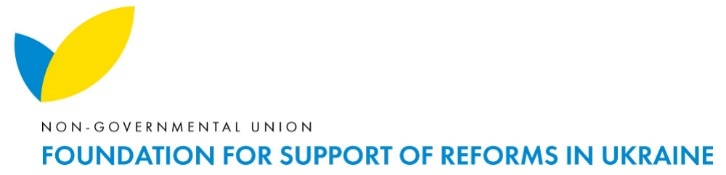 NON-GOVERNMENTAL UNION
FOUNDATION FOR SUPPORT OF REFORMS IN UKRAINE